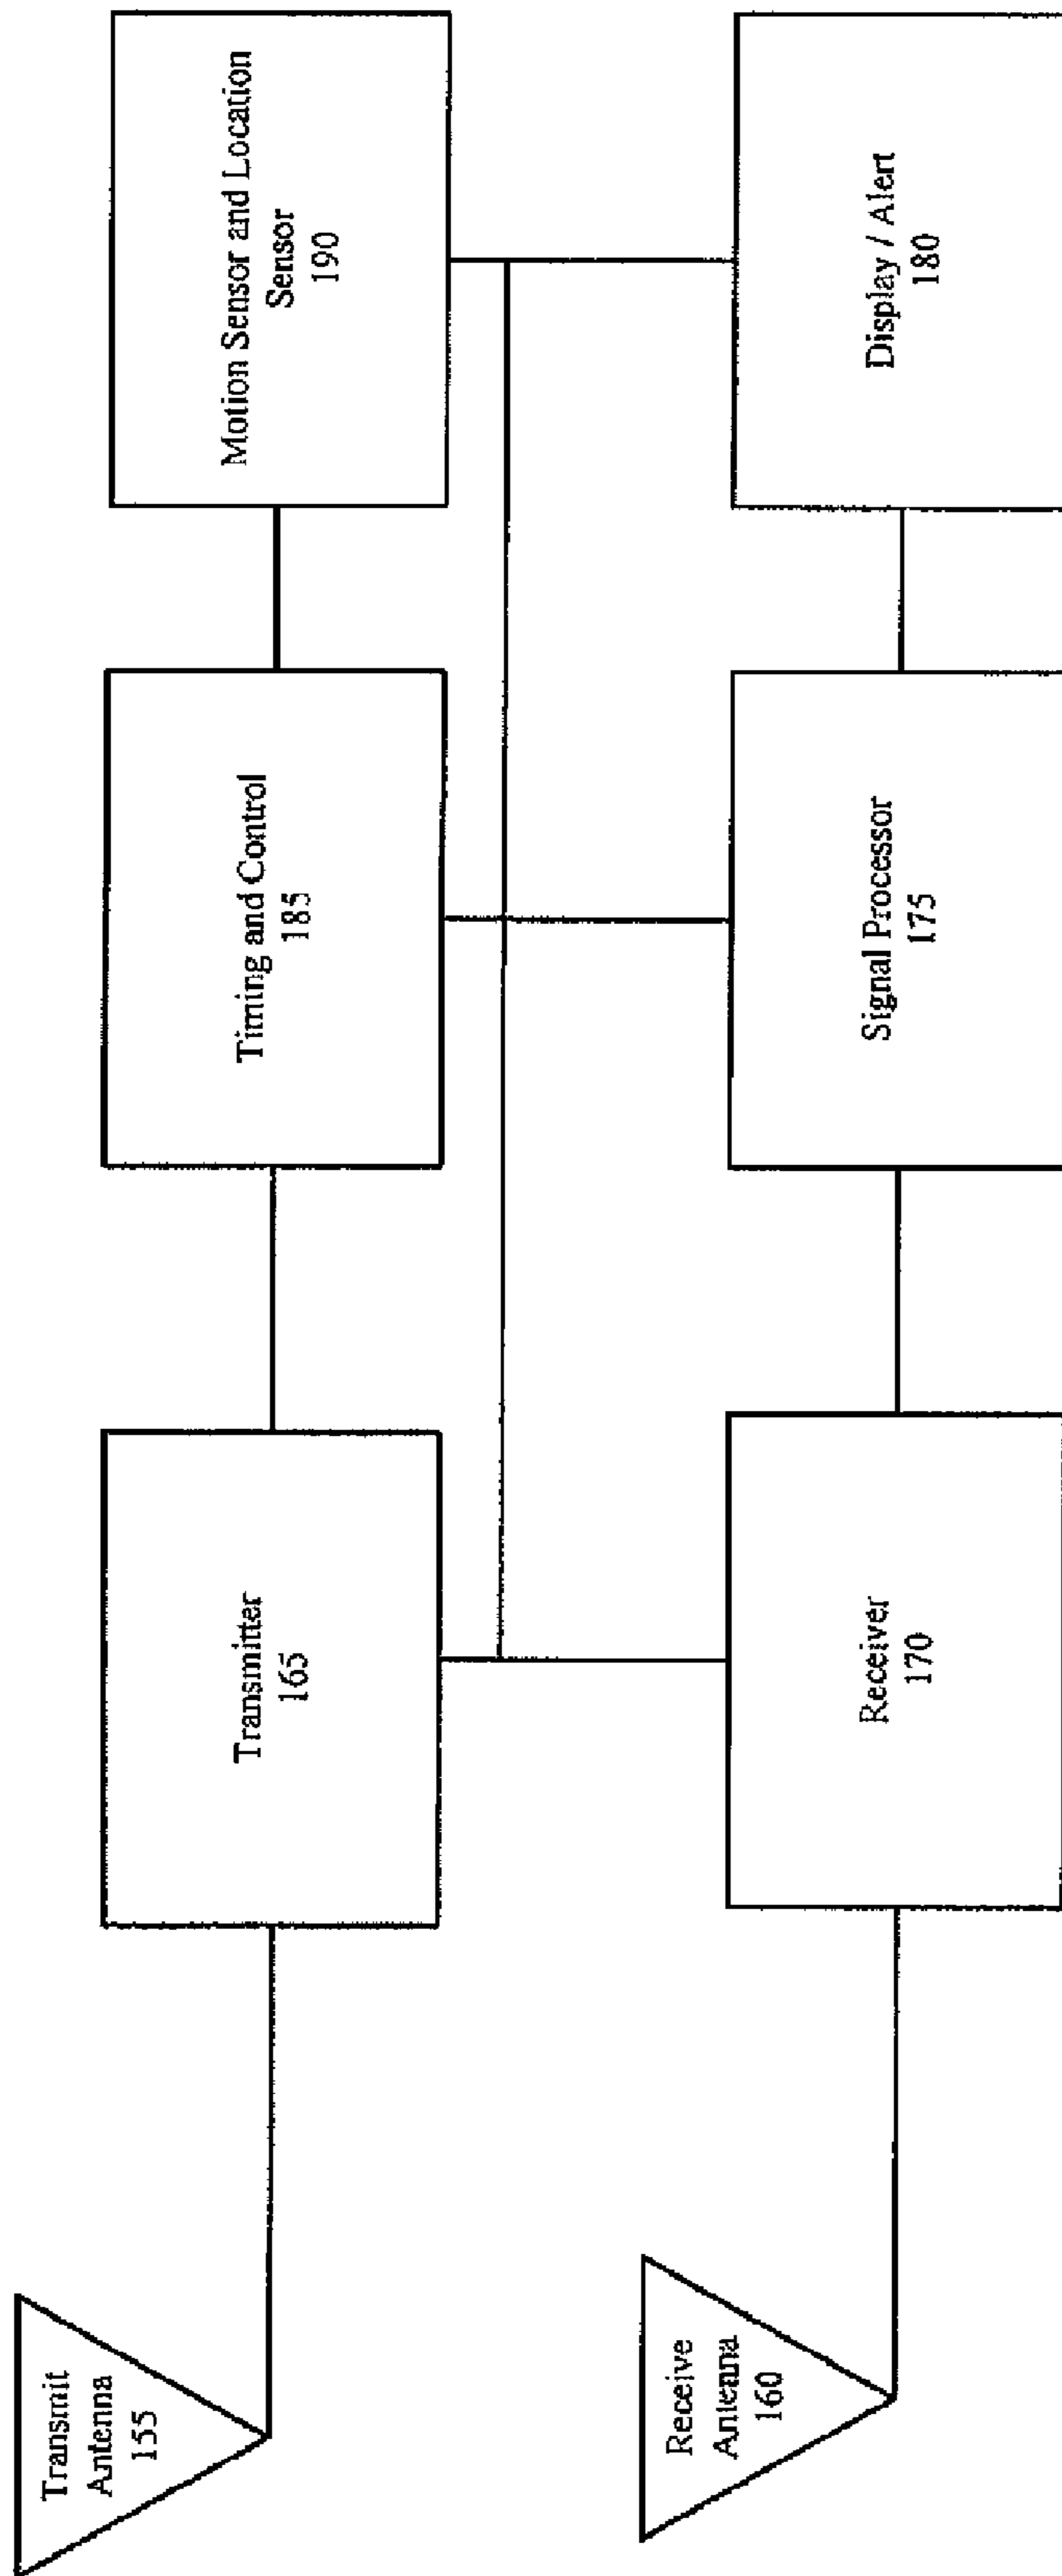 Transmit
Antenna
155
Transmitter
165
Timing and Control
185
Motion Sensor and Location
Sensor
190
Receive
Antenna
160
Receiver
170
Signal Processor
175
Display / Alert
180